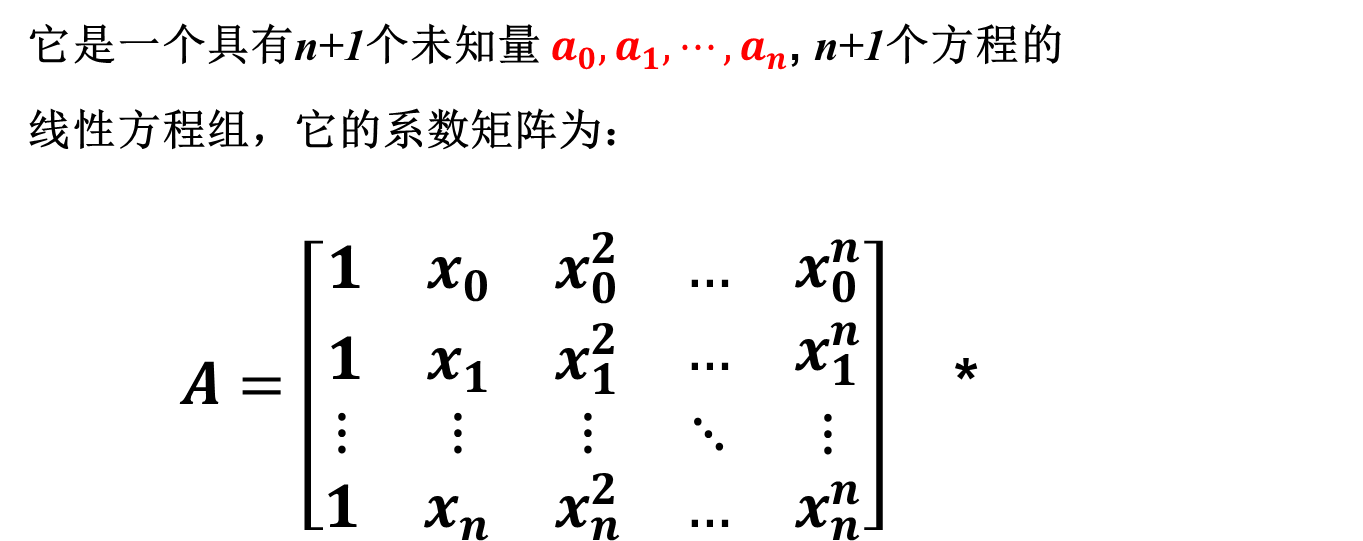 它是一个具有n+1个未知量 a₀, a₁, ⋯, aₙ, n+1个方程的
线性方程组，它的系数矩阵为：
1 x₀ x₀² … x₀ⁿ
1 x₁ x₁² … x₁ⁿ
A = *
⋮ ⋮ ⋮ ⋱ ⋮
1 xₙ xₙ² … xₙⁿ